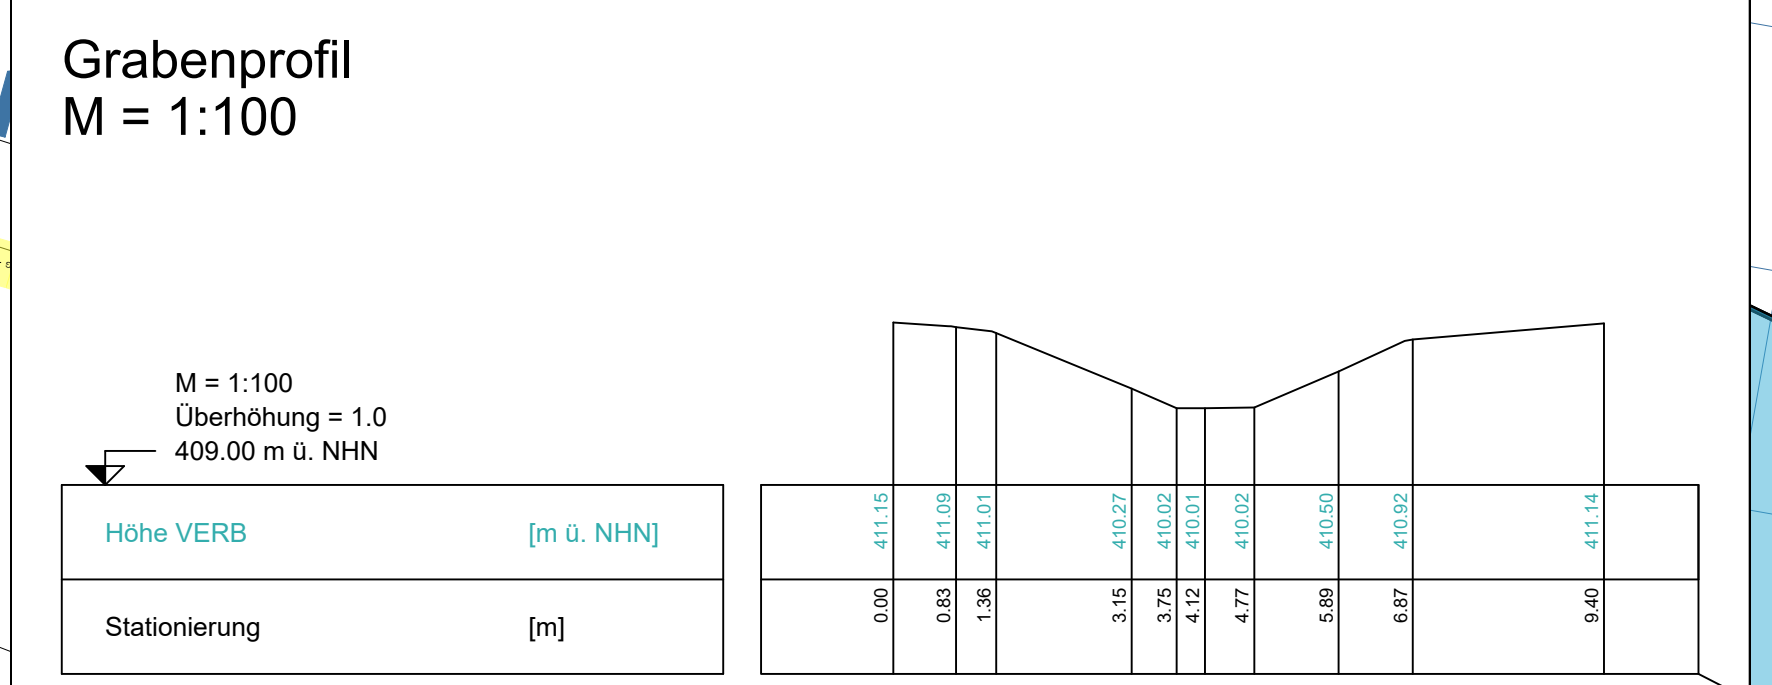 Grabenprofil
M = 1:100
M = 1:100
Überhöhung = 1.0
409.00 m ü. NHN
Höhe VERB [m ü. NHN] 411.15 411.09 411.01 410.27 410.02 410.01 410.02 410.50 410.92 411.14
Stationierung [m] 0.00 0.83 1.36 3.15 3.75 4.12 4.77 5.89 6.87 9.40